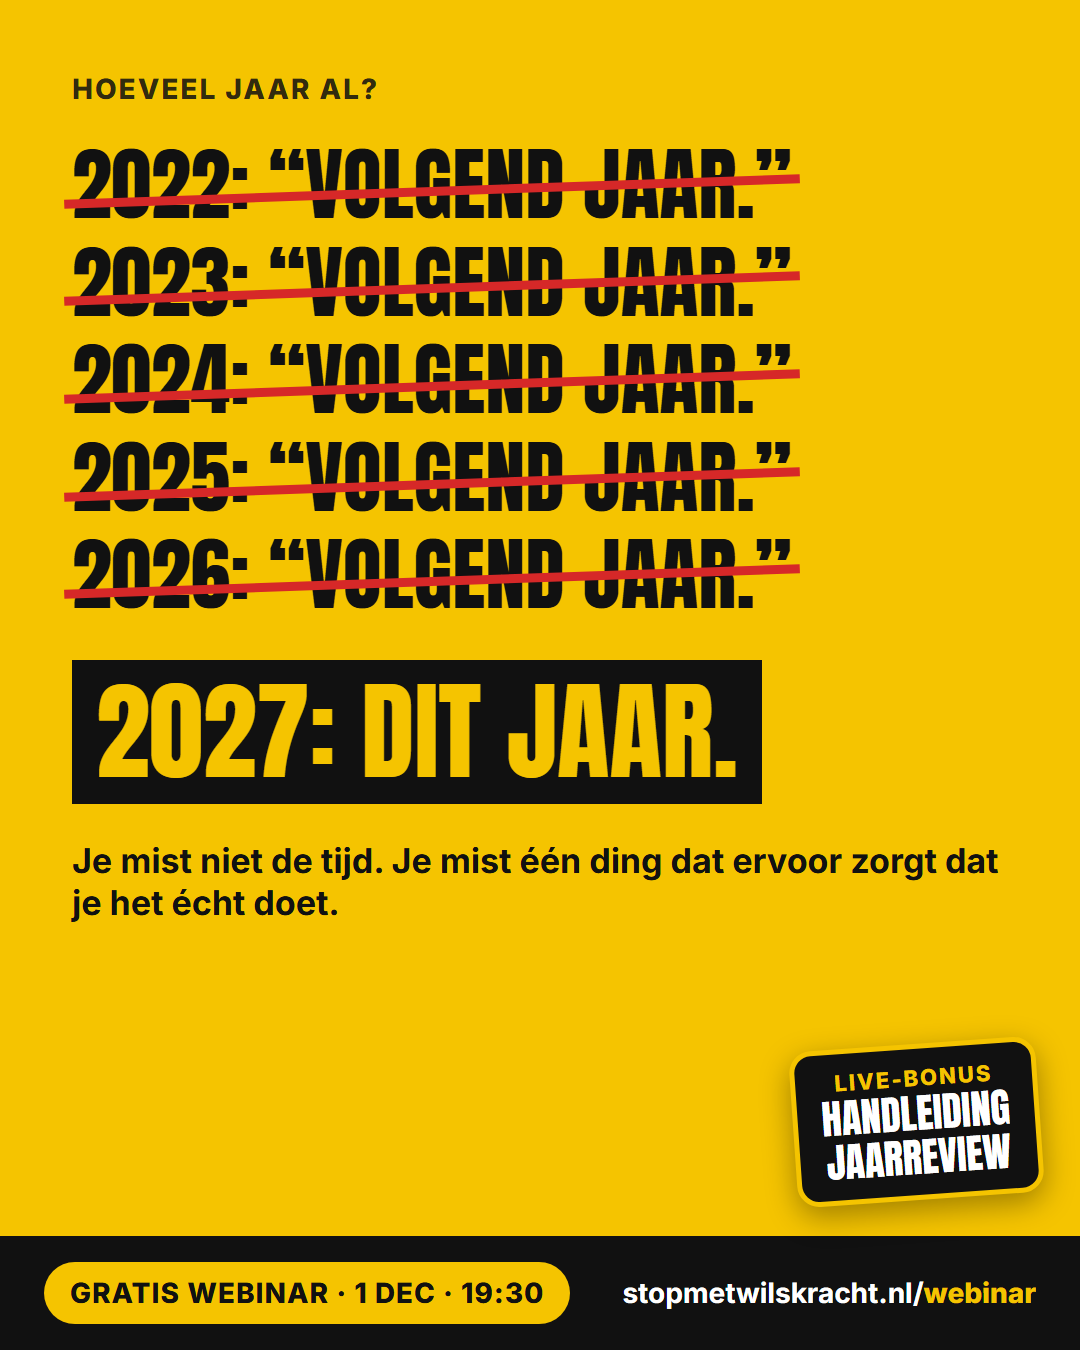 HOEVEEL JAAR AL?
2022: “VOLGEND JAAR.”
2023: “VOLGEND JAAR.”
2024: “VOLGEND JAAR.”
2025: “VOLGEND JAAR.”
2026: “VOLGEND JAAR.”
2027: DIT JAAR.
Je mist niet de tijd. Je mist één ding dat ervoor zorgt dat
je het écht doet.
LIVE-BONUS
HANDLEIDING
JAARREVIEW
GRATIS WEBINAR · 1 DEC · 19:30
stopmetwilskracht.nl/webinar